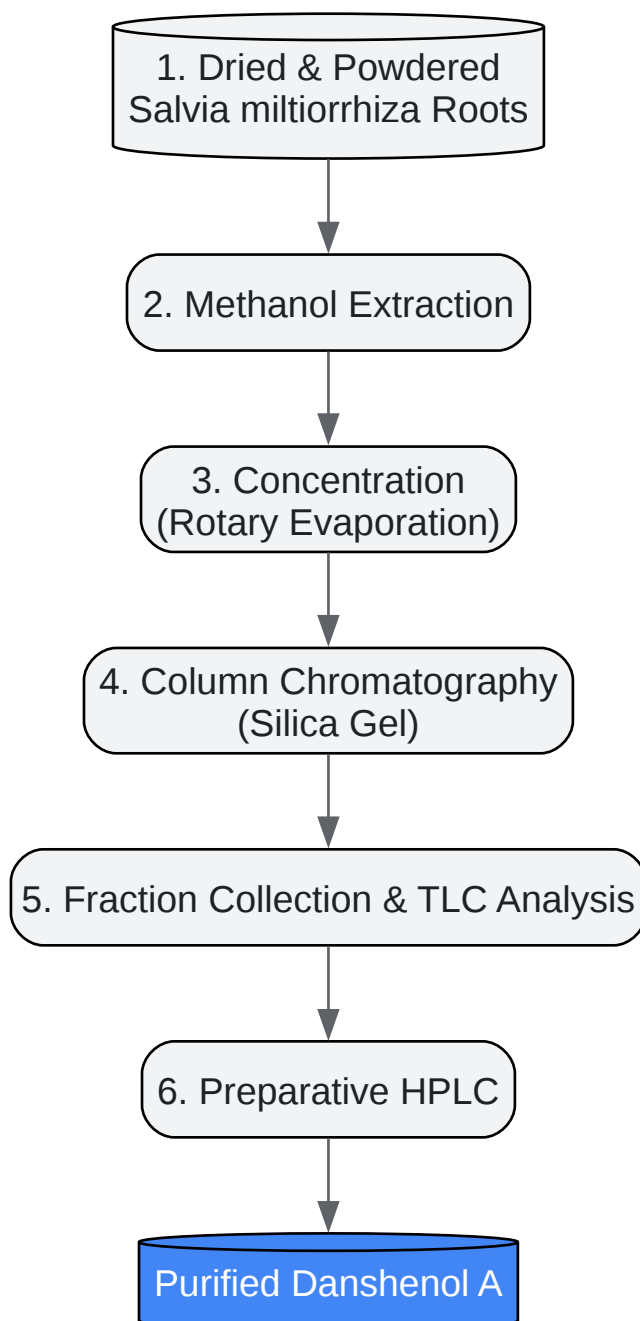 1. Dried & Powdered
Salvia miltiorrhiza Roots
2. Methanol Extraction
3. Concentration
(Rotary Evaporation)
4. Column Chromatography
(Silica Gel)
5. Fraction Collection & TLC Analysis
6. Preparative HPLC
Purified Danshenol A